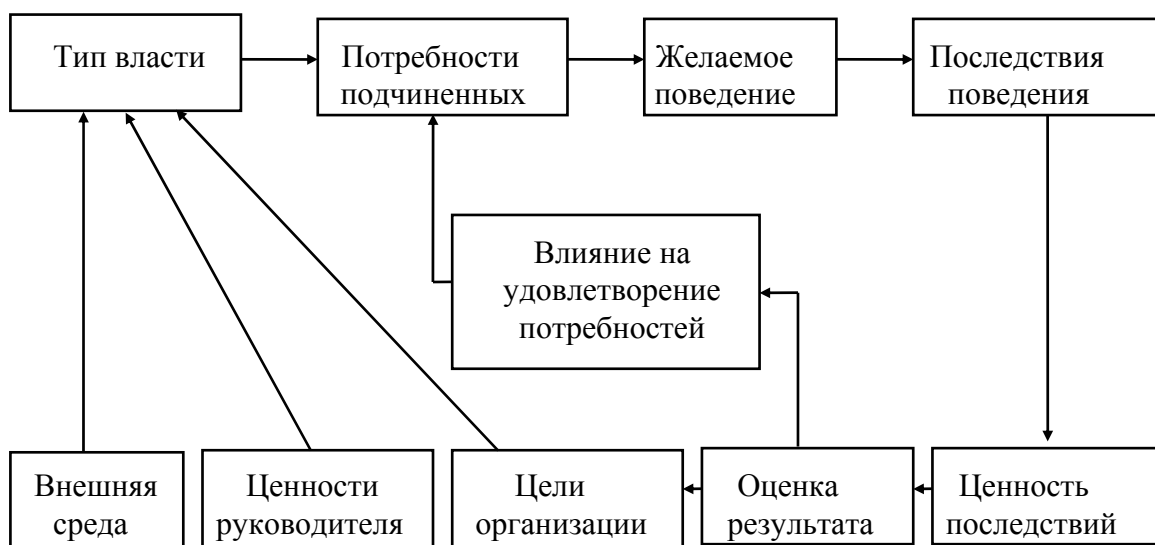 Тип власти
Потребности
подчиненных
Желаемое
поведение
Последствия
поведения
Влияние на
удовлетворение
потребностей
Внешняя
среда
Ценности
руководителя
Цели
организации
Оценка
результата
Ценность
последствий